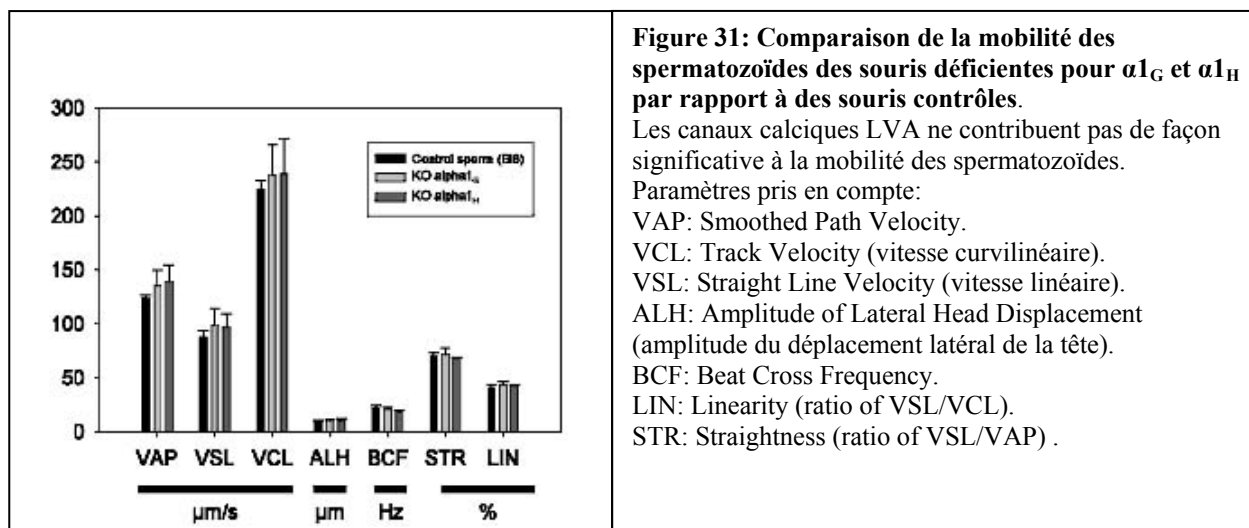 300
250
200
150
100
50
0
Control sperm (Bl6)
KO alpha1G
KO alpha1H
VAP VSL VCL ALH BCF STR LIN
µm/s µm Hz %
Figure 31: Comparaison de la mobilité des
spermatozoïdes des souris déficientes pour α1G et α1H
par rapport à des souris contrôles.
Les canaux calciques LVA ne contribuent pas de façon
significative à la mobilité des spermatozoïdes.
Paramètres pris en compte:
VAP: Smoothed Path Velocity.
VCL: Track Velocity (vitesse curvilinéaire).
VSL: Straight Line Velocity (vitesse linéaire).
ALH: Amplitude of Lateral Head Displacement
(amplitude du déplacement latéral de la tête).
BCF: Beat Cross Frequency.
LIN: Linearity (ratio of VSL/VCL).
STR: Straightness (ratio of VSL/VAP) .